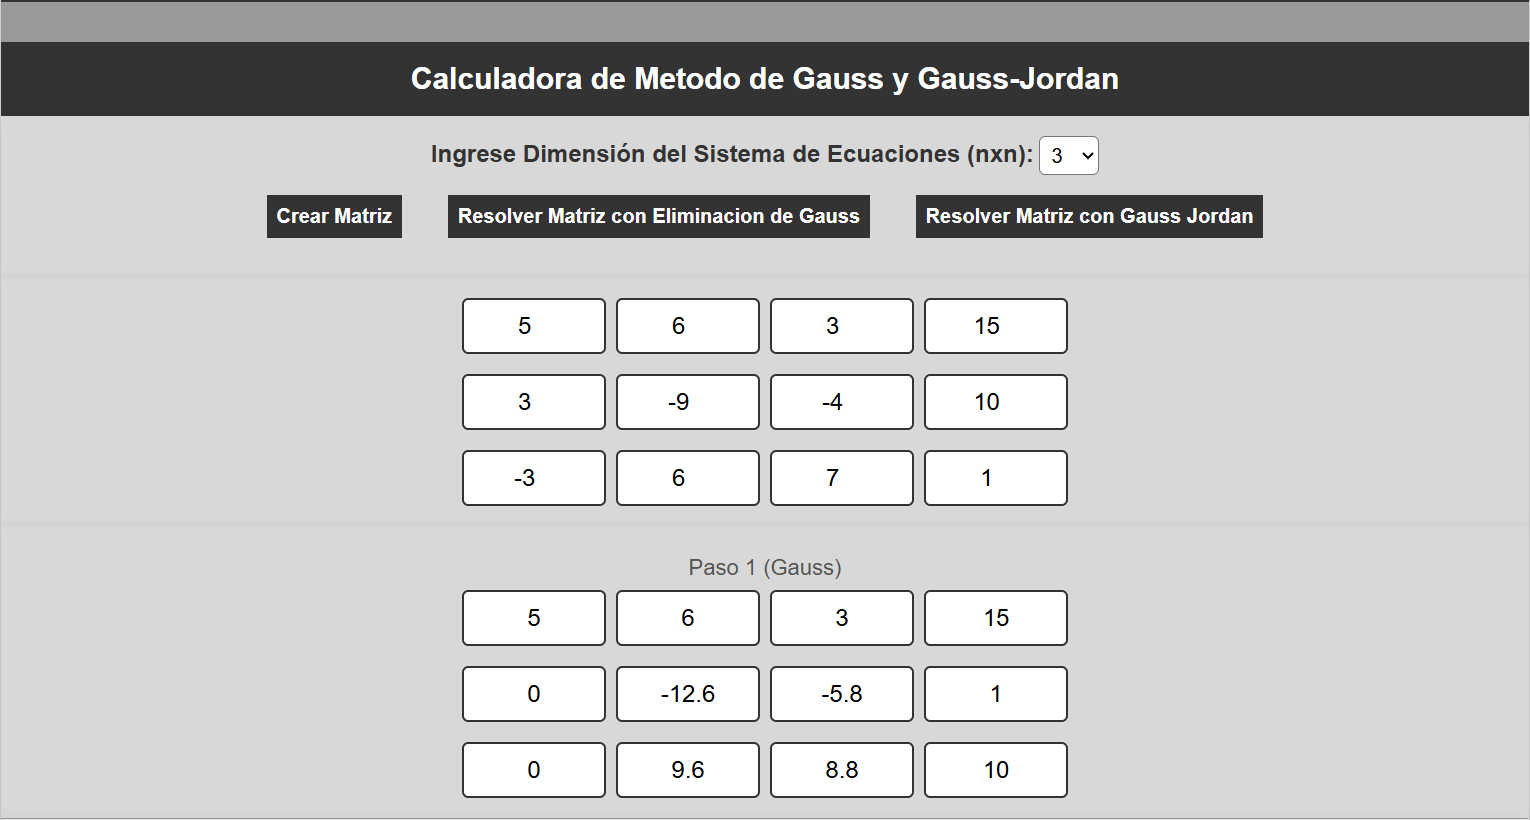 Calculadora de Metodo de Gauss y Gauss-Jordan
Ingrese Dimensión del Sistema de Ecuaciones (nxn): 3
Crear Matriz Resolver Matriz con Eliminacion de Gauss Resolver Matriz con Gauss Jordan
5 6 3 15
3 -9 -4 10
-3 6 7 1
Paso 1 (Gauss)
5 6 3 15
0 -12.6 -5.8 1
0 9.6 8.8 10